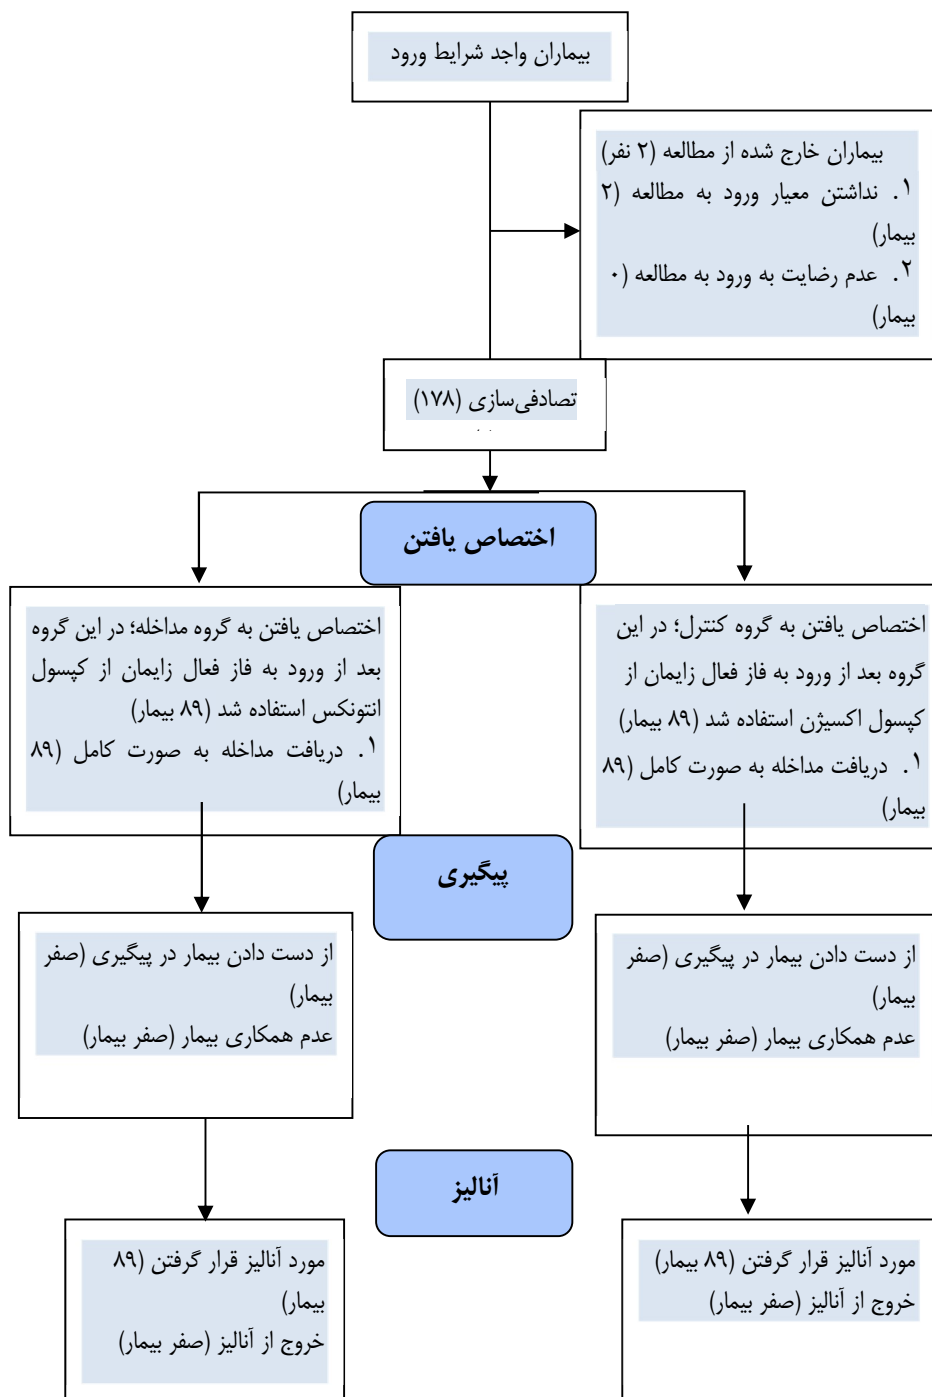 بیماران واجد شرایط ورود
بیماران خارج شده از مطالعه (۲ نفر)
۱. نداشتن معیار ورود به مطالعه (۲
بیمار)
۲. عدم رضایت به ورود به مطالعه (۰
بیمار)
تصادفی‌سازی (۱۷۸)
اختصاص یافتن
اختصاص یافتن به گروه کنترل؛ در این
گروه بعد از ورود به فاز فعال زایمان از
کپسول اکسیژن استفاده شد (۸۹ بیمار)
۱. دریافت مداخله به صورت کامل (۸۹
بیمار)
اختصاص یافتن به گروه مداخله؛ در این گروه
بعد از ورود به فاز فعال زایمان از کپسول
انتونکس استفاده شد (۸۹ بیمار)
۱. دریافت مداخله به صورت کامل (۸۹
بیمار)
پیگیری
از دست دادن بیمار در پیگیری (صفر
بیمار)
عدم همکاری بیمار (صفر بیمار)
از دست دادن بیمار در پیگیری (صفر
بیمار)
عدم همکاری بیمار (صفر بیمار)
آنالیز
مورد آنالیز قرار گرفتن (۸۹ بیمار)
خروج از آنالیز (صفر بیمار)
مورد آنالیز قرار گرفتن (۸۹
بیمار)
خروج از آنالیز (صفر بیمار)